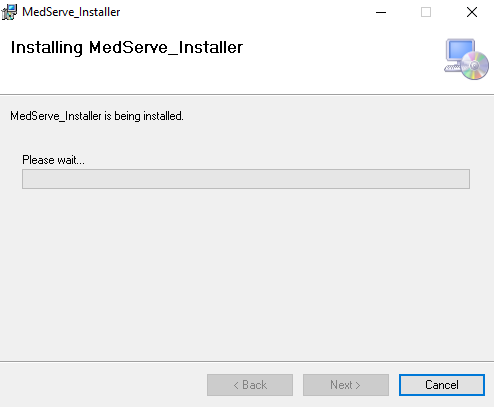 MedServe_Installer
Installing MedServe_Installer
MedServe_Installer is being installed.
Please wait...
< Back
Next >
Cancel